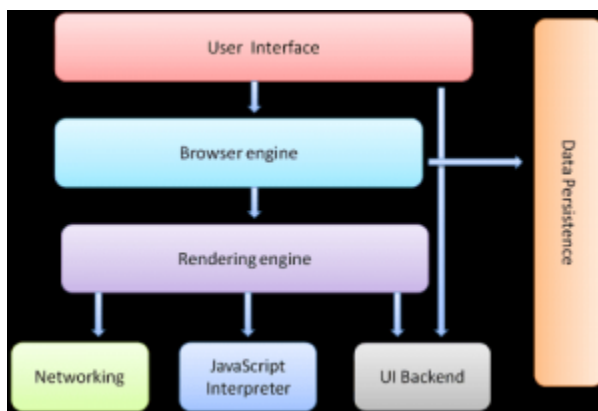 User Interface
Browser engine
Rendering engine
Networking
JavaScript
Interpreter
UI Backend
Data Persistence